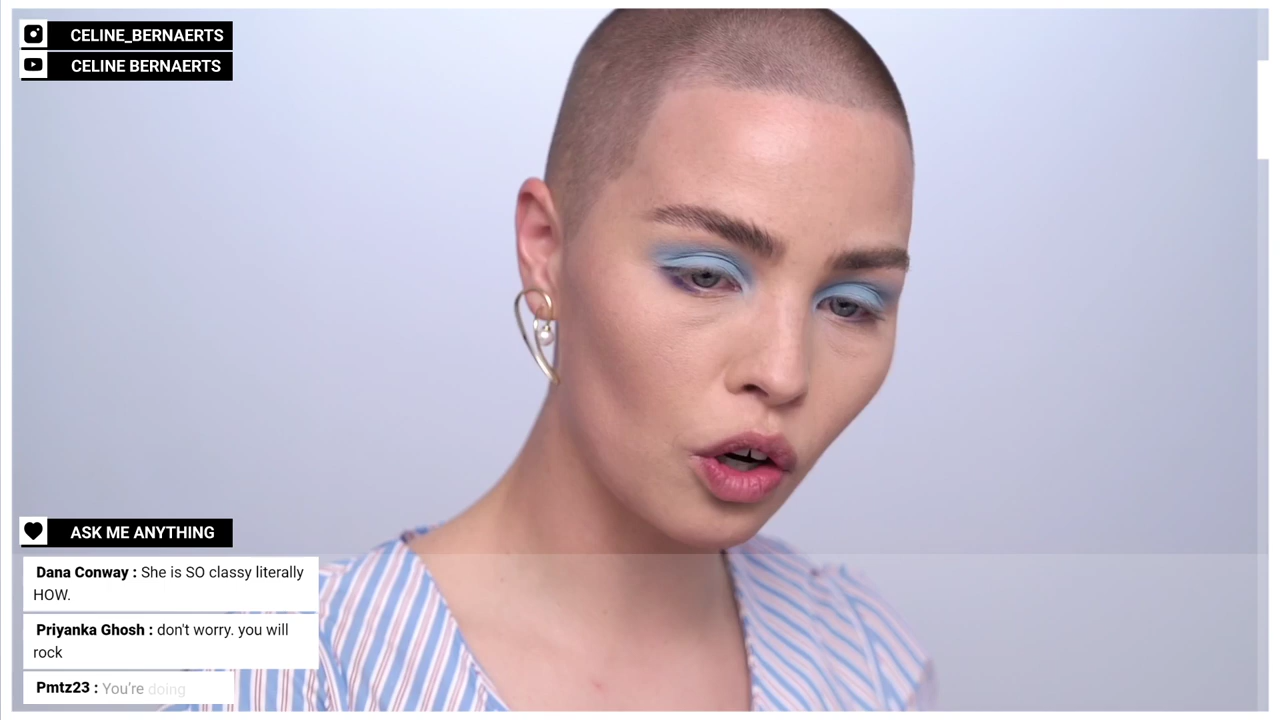 CELINE_BERNAERTS
CELINE BERNAERTS
ASK ME ANYTHING
Dana Conway : She is SO classy literally
HOW.
Priyanka Ghosh : don't worry. you will
rock
Pmtz23 : You're doing